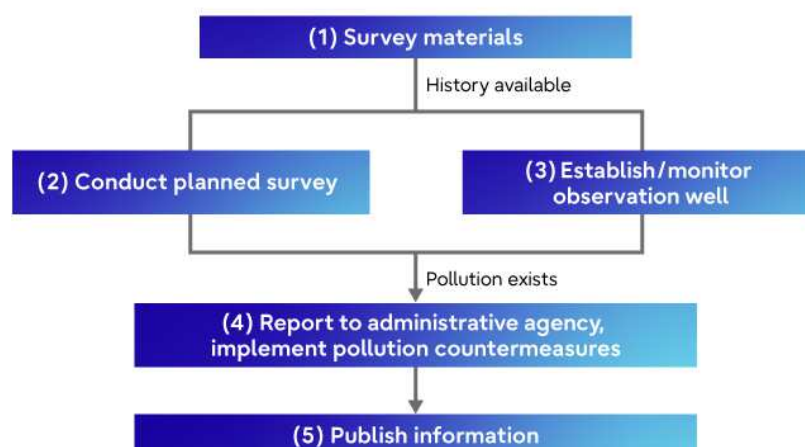 (1) Survey materials
History available
(2) Conduct planned survey
(3) Establish/monitor
observation well
Pollution exists
(4) Report to administrative agency,
implement pollution countermeasures
(5) Publish information